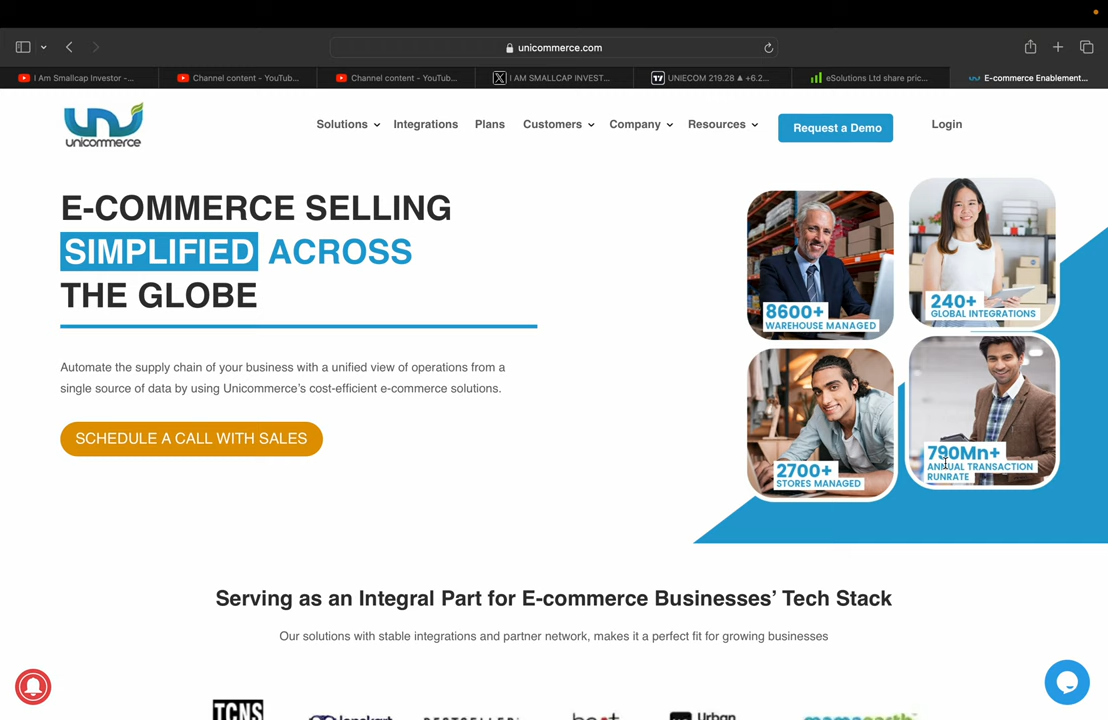 unicommerce.com
I Am Smallcap Investor -...
Channel content - YouTub...
Channel content - YouTub...
I AM SMALLCAP INVEST...
UNIECOM 219.28 ▲ +6.2...
eSolutions Ltd share pric...
E-commerce Enablement...
unicommerce
Solutions
Integrations
Plans
Customers
Company
Resources
Request a Demo
Login
E-COMMERCE SELLING
SIMPLIFIED ACROSS
THE GLOBE
Automate the supply chain of your business with a unified view of operations from a
single source of data by using Unicommerce's cost-efficient e-commerce solutions.
SCHEDULE A CALL WITH SALES
8600+
WAREHOUSE MANAGED
240+
GLOBAL INTEGRATIONS
2700+
STORES MANAGED
790Mn+
ANNUAL TRANSACTION
RUNRATE
Serving as an Integral Part for E-commerce Businesses' Tech Stack
Our solutions with stable integrations and partner network, makes it a perfect fit for growing businesses
TCNS
lenskart
BESTSELLER
boat
Urban
mamaearth